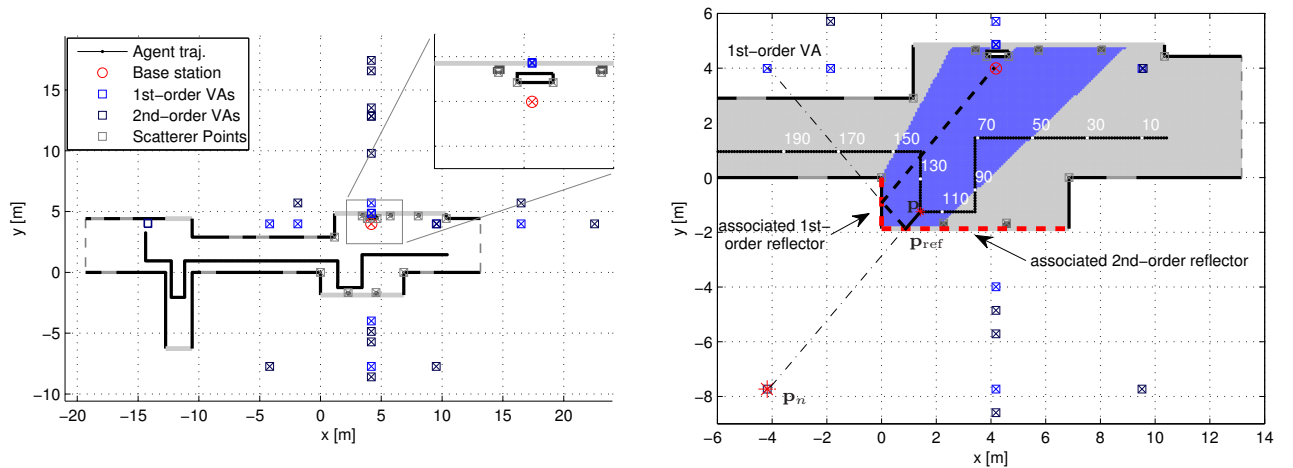 Agent traj.
Base station
1st-order VAs
2nd-order VAs
Scatterer Points
15
10
5
0
−5
−10
y [m]
−20 −15 −10 −5 0 5 10 15 20
x [m]
6
4
2
0
−2
−4
−6
−8
y [m]
1st-order VA
190 170 150 70 50 30 10
130
90
110
p
associated 1st-
order reflector
p_ref
associated 2nd-order reflector
p_n
−6 −4 −2 0 2 4 6 8 10 12 14
x [m]